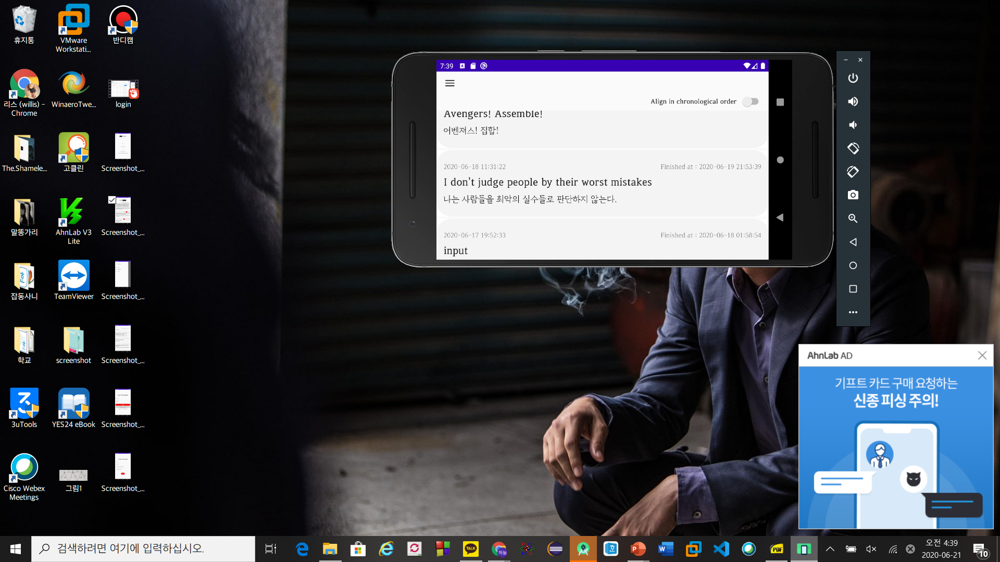 휴지통
VMware
Workstati...
반디캠
리스 (willis) -
Chrome
WinaeroTwe...
login
The.Shamele...
고클린
Screenshot_...
말똥가리
AhnLab V3
Lite
Screenshot_...
잡동사니
TeamViewer
Screenshot_...
학교
screenshot
Screenshot_...
3uTools
YES24 eBook
Screenshot_...
Cisco Webex
Meetings
그림1
Screenshot_...
7:39
Align in chronological order
Avengers! Assemble!
어벤져스! 집합!
2020-06-18 11:31:22
Finished at : 2020-06-19 21:53:39
I don't judge people by their worst mistakes
나는 사람들을 최악의 실수들로 판단하지 않는다.
2020-06-17 19:52:33
Finished at : 2020-06-18 01:58:54
input
AhnLab AD
기프트 카드 구매 요청하는
신종 피싱 주의!
검색하려면 여기에 입력하십시오.
TALK
PDF
오전 4:39
2020-06-21
10